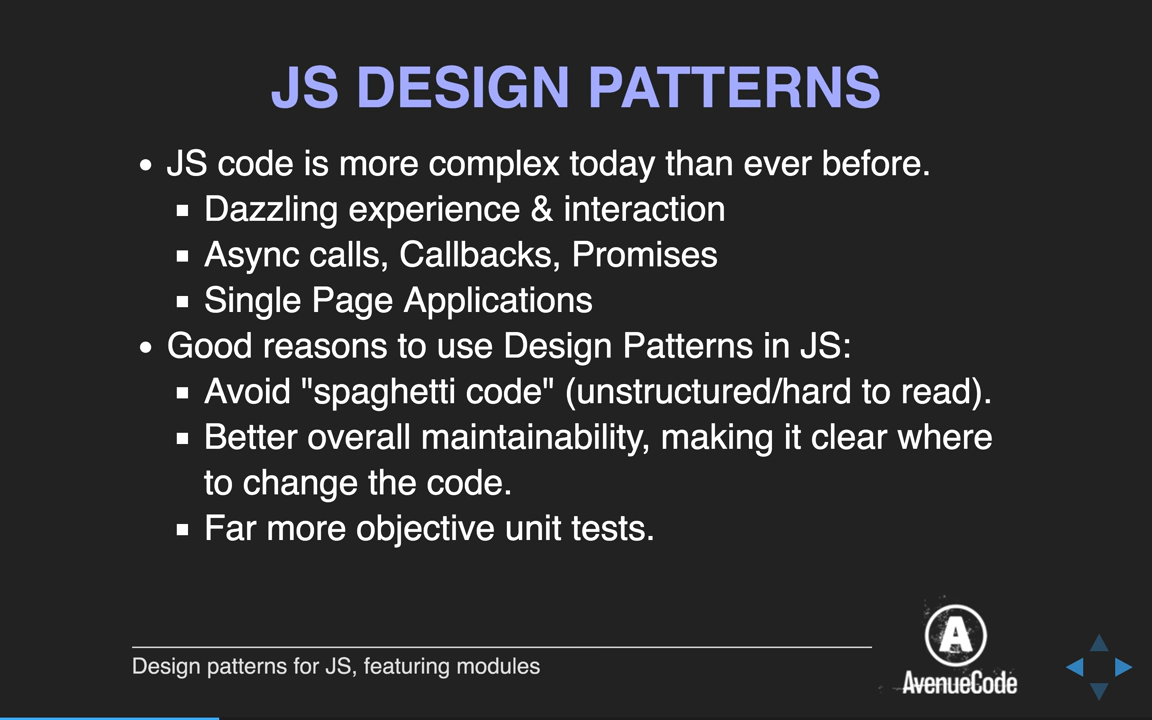 JS DESIGN PATTERNS
• JS code is more complex today than ever before.
▪ Dazzling experience & interaction
▪ Async calls, Callbacks, Promises
▪ Single Page Applications
• Good reasons to use Design Patterns in JS:
▪ Avoid "spaghetti code" (unstructured/hard to read).
▪ Better overall maintainability, making it clear where
to change the code.
▪ Far more objective unit tests.
Design patterns for JS, featuring modules
A
AvenueCode